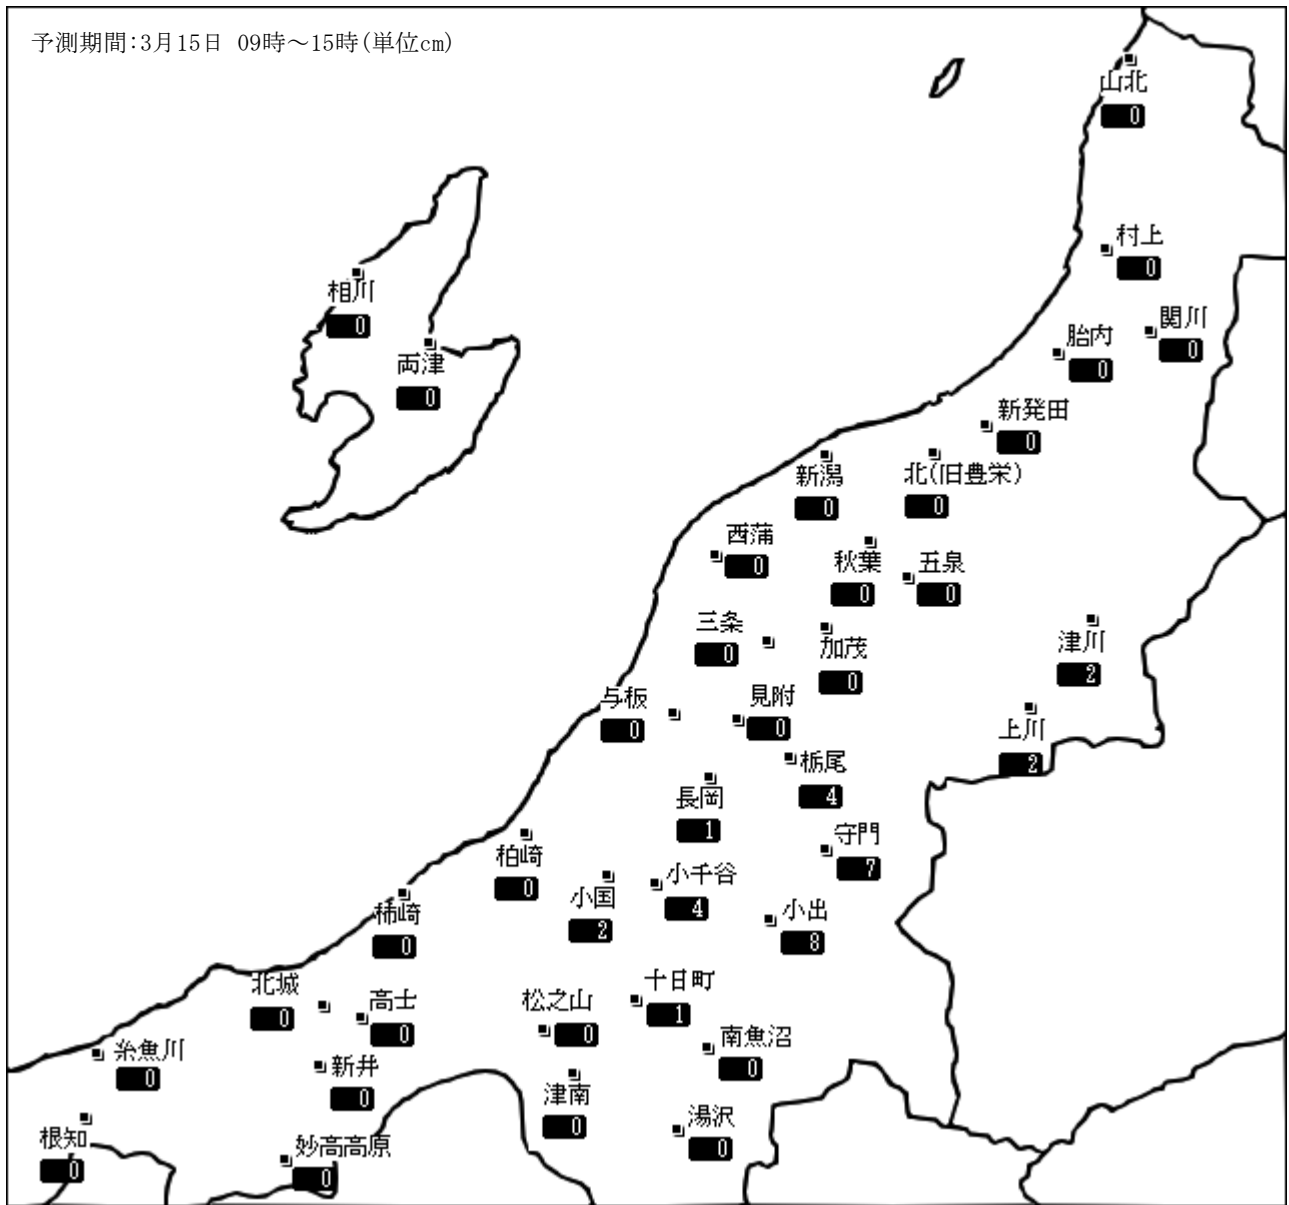 予測期間:3月15日 09時～15時(単位cm)
山北
0
村上
0
相川
0
関川
0
胎内
0
両津
0
新発田
0
新潟
0
北(旧豊栄)
0
西蒲
0
秋葉
0
五泉
0
三条
0
加茂
0
津川
2
与板
0
見附
0
上川
2
栃尾
4
長岡
1
守門
7
柏崎
0
小千谷
4
小国
2
小出
8
柿崎
0
北城
0
高士
0
松之山
0
十日町
1
南魚沼
0
糸魚川
0
新井
0
津南
0
湯沢
0
根知
0
妙高高原
0